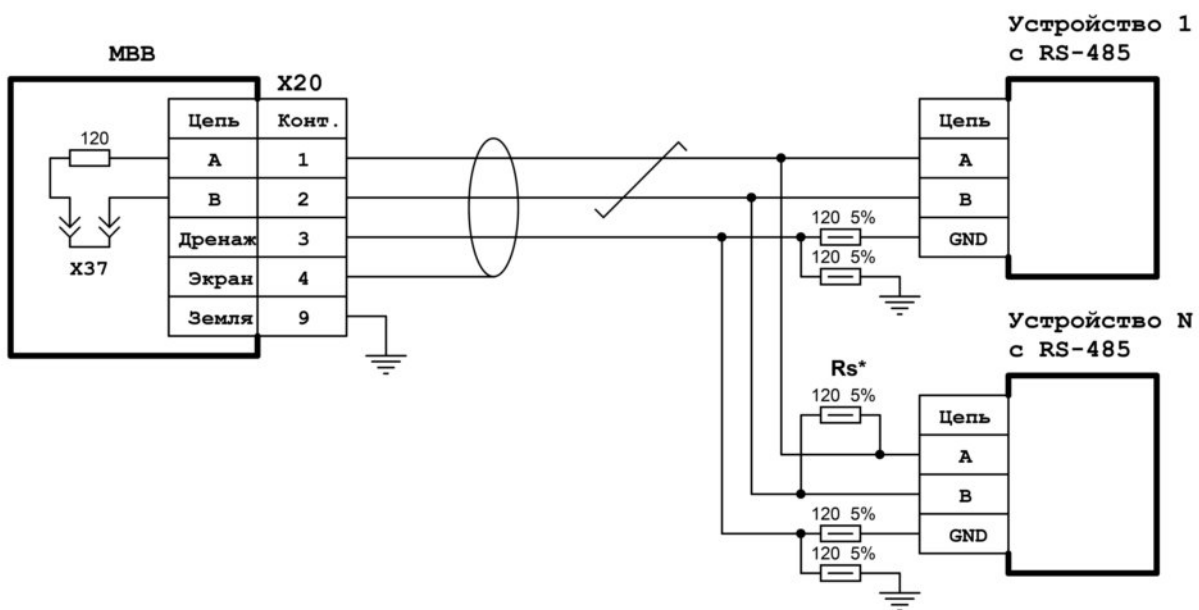 МВВ
X20
Цепь Конт.
120
A 1
B 2
Дренаж 3
Экран 4
Земля 9
X37
Устройство 1
с RS-485
Цепь
A
B
GND
120 5%
120 5%
Устройство N
с RS-485
Rs*
120 5%
Цепь
A
B
GND
120 5%
120 5%